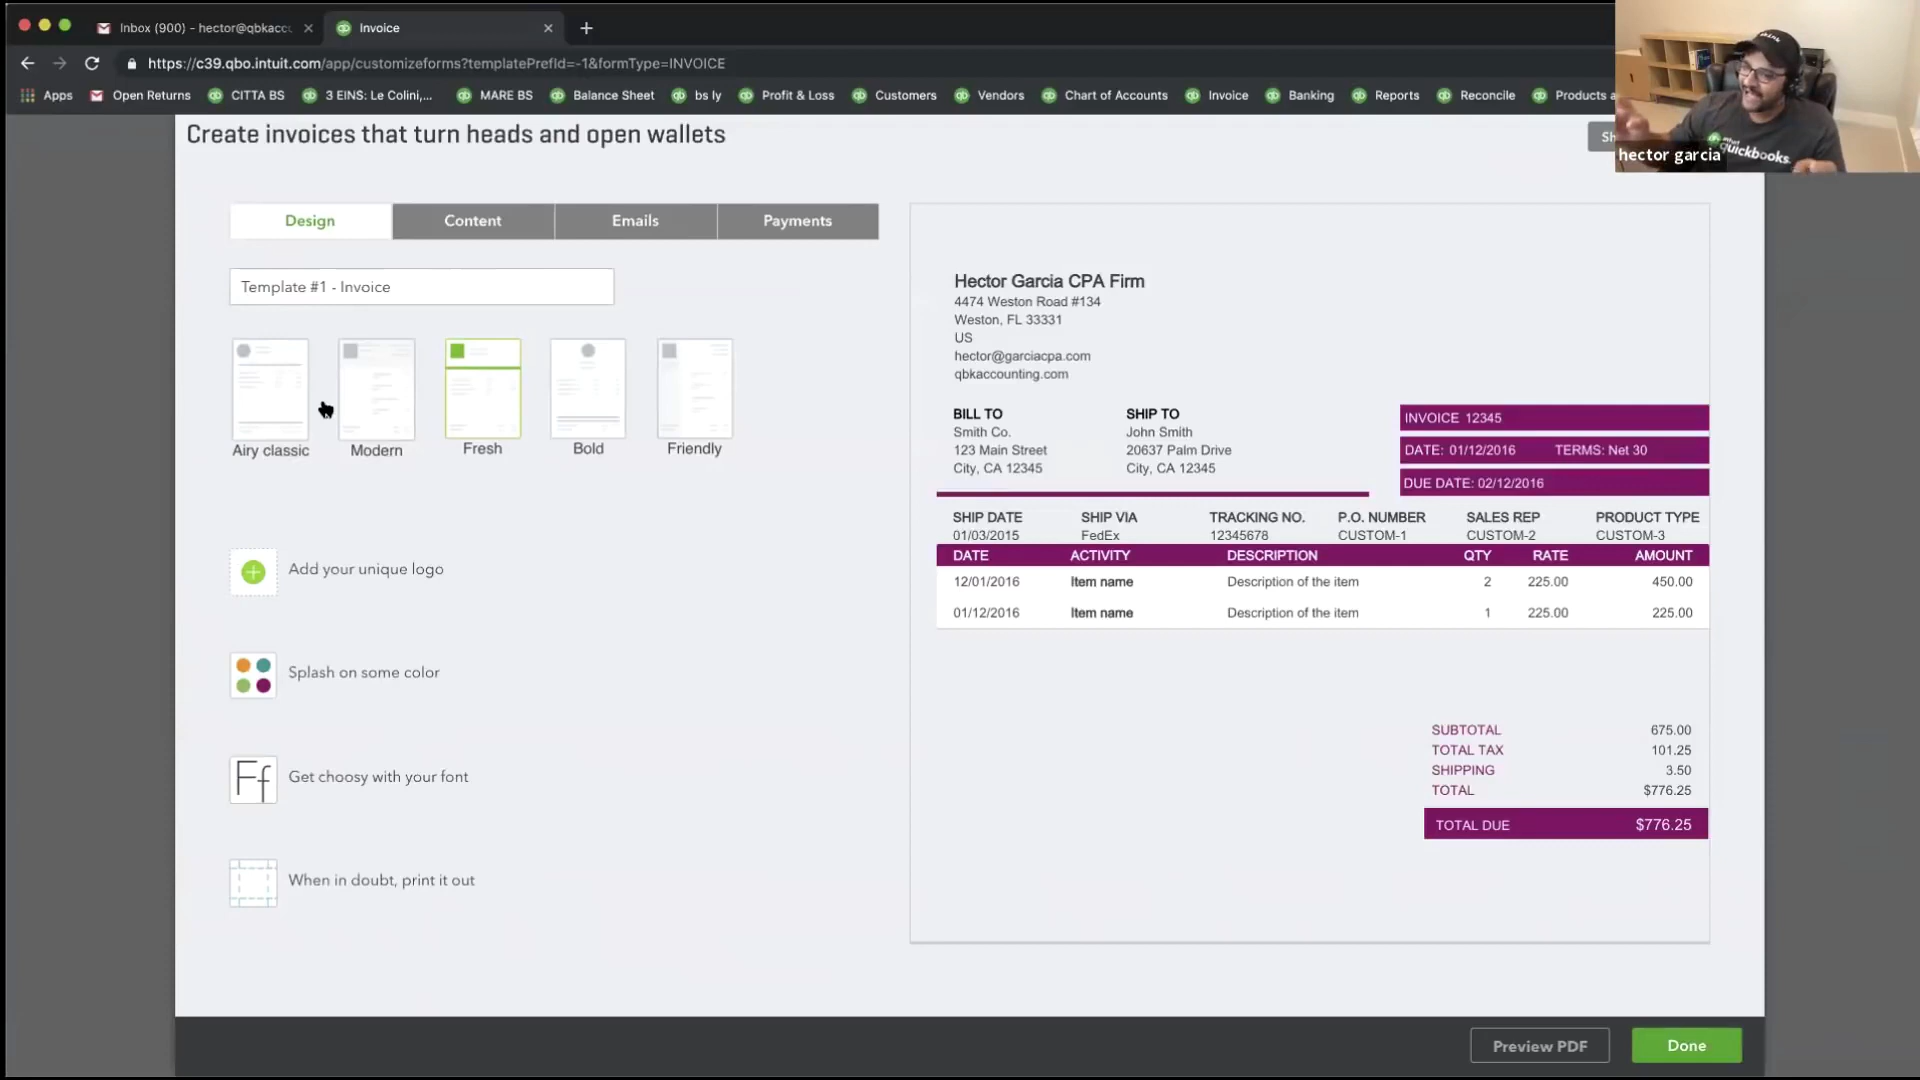 Inbox (900) - hector@qbkacc
Invoice
https://c39.qbo.intuit.com/app/customizeforms?templatePrefId=-1&formType=INVOICE
Apps
Open Returns
CITTA BS
3 EINS: Le Colini,...
MARE BS
Balance Sheet
bs ly
Profit & Loss
Customers
Vendors
Chart of Accounts
Invoice
Banking
Reports
Reconcile
Products a
quickbooks.
hector garcia
Create invoices that turn heads and open wallets
Design
Content
Emails
Payments
Template #1 - Invoice
Airy classic
Modern
Fresh
Bold
Friendly
Add your unique logo
Splash on some color
Ff
Get choosy with your font
When in doubt, print it out
Hector Garcia CPA Firm
4474 Weston Road #134
Weston, FL 33331
US
hector@garciacpa.com
qbkaccounting.com
BILL TO
Smith Co.
123 Main Street
City, CA 12345
SHIP TO
John Smith
20637 Palm Drive
City, CA 12345
INVOICE 12345
DATE: 01/12/2016 TERMS: Net 30
DUE DATE: 02/12/2016
SHIP DATE SHIP VIA TRACKING NO. P.O. NUMBER SALES REP PRODUCT TYPE
01/03/2015 FedEx 12345678 CUSTOM-1 CUSTOM-2 CUSTOM-3
DATE ACTIVITY DESCRIPTION QTY RATE AMOUNT
12/01/2016 Item name Description of the item 2 225.00 450.00
01/12/2016 Item name Description of the item 1 225.00 225.00
SUBTOTAL 675.00
TOTAL TAX 101.25
SHIPPING 3.50
TOTAL $776.25
TOTAL DUE $776.25
Preview PDF
Done